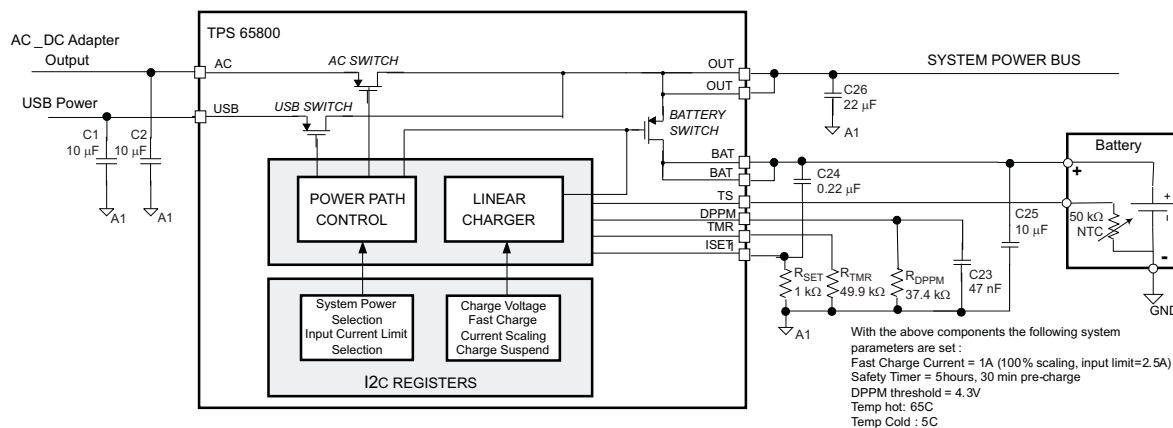 TPS 65800
AC _DC Adapter
Output
AC
AC SWITCH
OUT
SYSTEM POWER BUS
USB Power
USB
USB SWITCH
OUT
C26
22 µF
A1
BATTERY
SWITCH
C1
10 µF
C2
10 µF
A1
A1
BAT
BAT
C24
0.22 µF
Battery
+
+
-
TS
DPPM
TMR
ISET1
C25
10 µF
50 kΩ
NTC
POWER PATH
CONTROL
LINEAR
CHARGER
RSET
1 kΩ
RTMR
49.9 kΩ
RDPPM
37.4 kΩ
C23
47 nF
A1
GND
System Power
Selection
Input Current Limit
Selection
Charge Voltage
Fast Charge
Current Scaling
Charge Suspend
I2C REGISTERS
With the above components the following system
parameters are set :
Fast Charge Current = 1A (100% scaling, input limit=2.5A)
Safety Timer = 5hours, 30 min pre-charge
DPPM threshold = 4.3V
Temp hot: 65C
Temp Cold : 5C